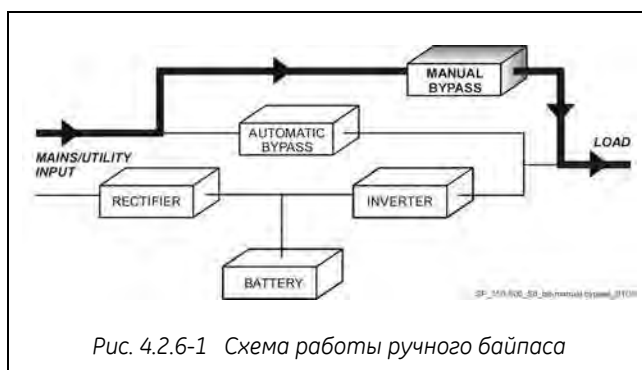 MANUAL
BYPASS
AUTOMATIC
BYPASS
LOAD
MAINS/UTILITY
INPUT
RECTIFIER
INVERTER
BATTERY
Рис. 4.2.6-1 Схема работы ручного байпаса